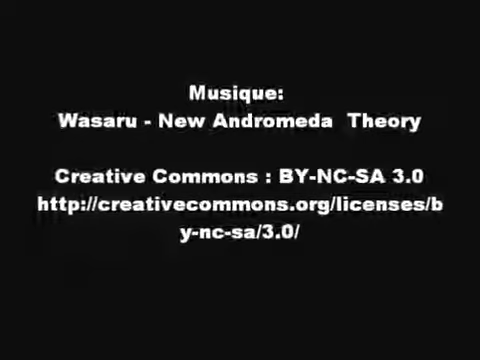 Musique:
Wasaru - New Andromeda Theory
Creative Commons : BY-NC-SA 3.0
http://creativecommons.org/licenses/b
y-nc-sa/3.0/